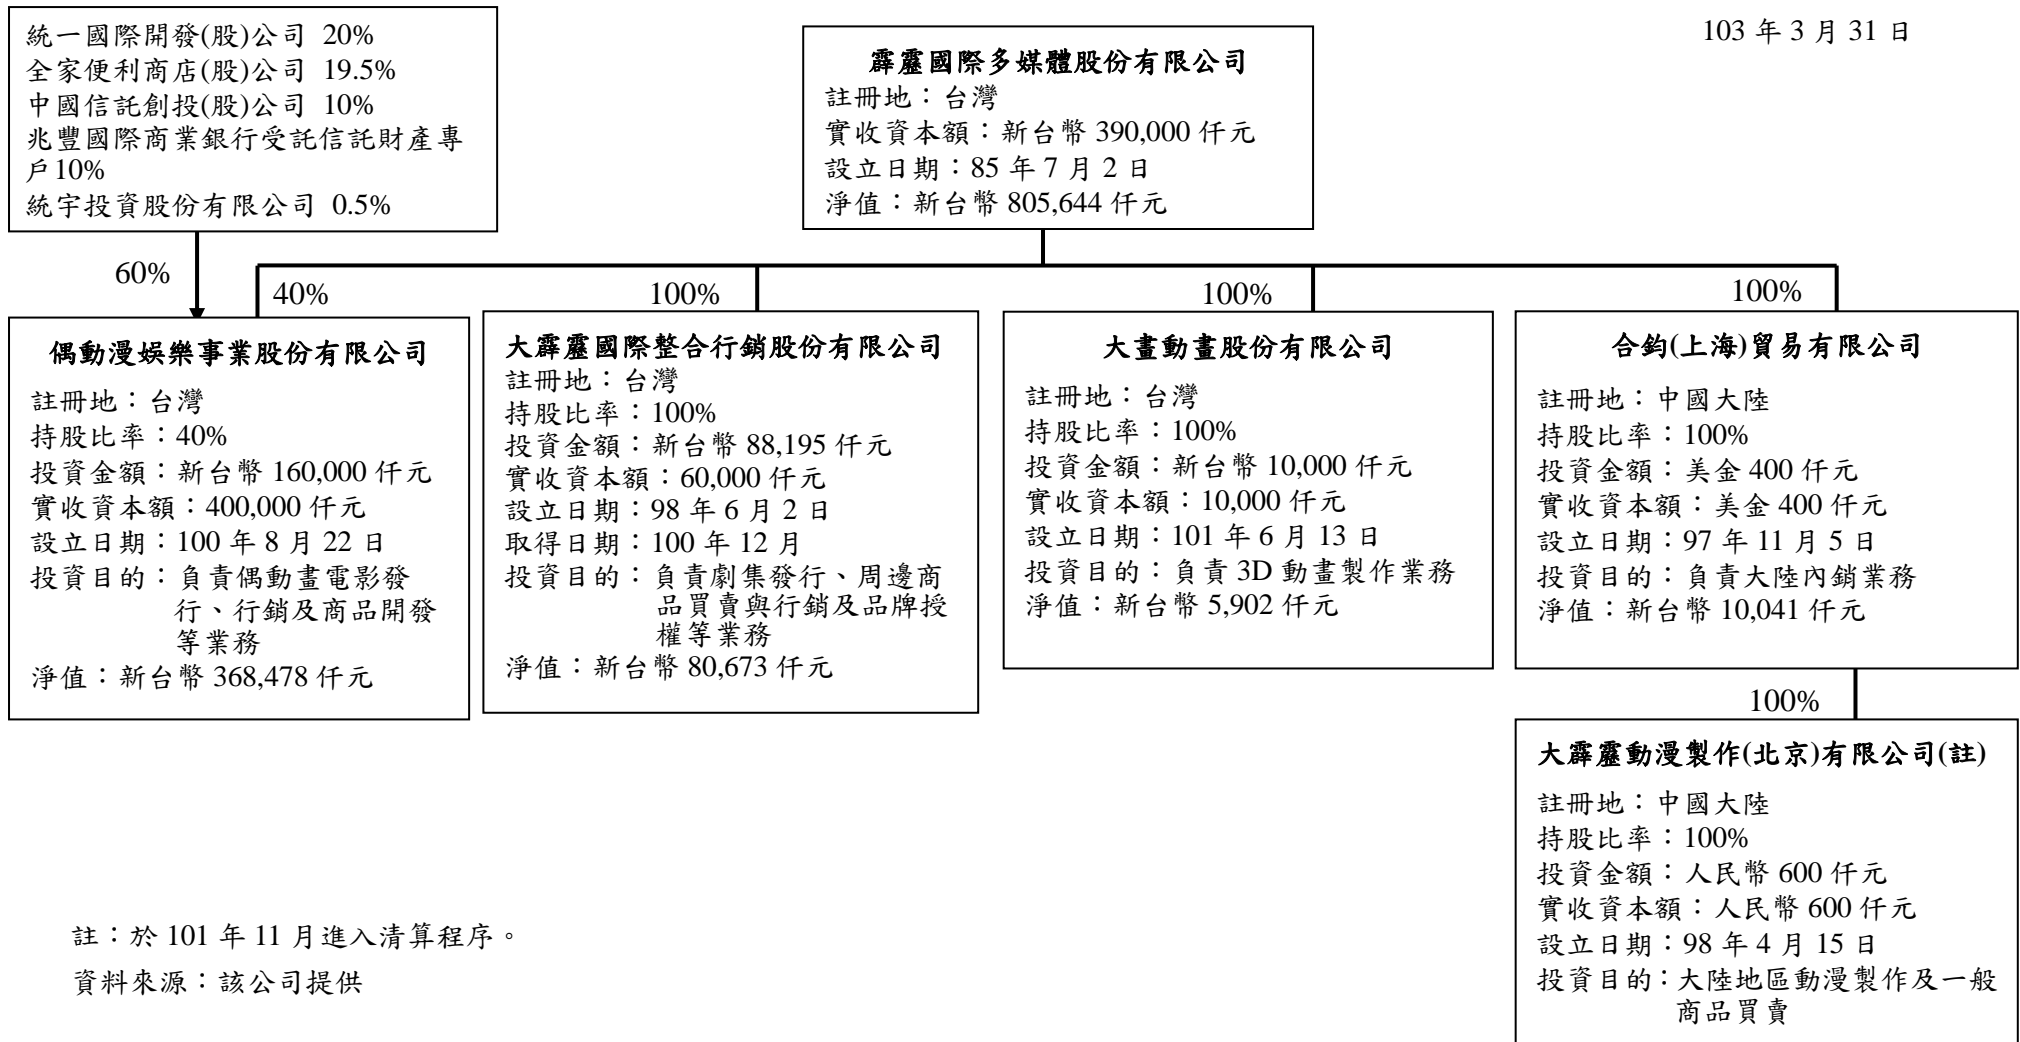 103 年 3 月 31 日
統一國際開發(股)公司 20%
全家便利商店(股)公司 19.5%
中國信託創投(股)公司 10%
兆豐國際商業銀行受託信託財產專
戶10%
統宇投資股份有限公司 0.5%
霹靂國際多媒體股份有限公司
註冊地：台灣
實收資本額：新台幣 390,000 仟元
設立日期：85 年 7 月 2 日
淨值：新台幣 805,644 仟元
60%
40%
100%
100%
100%
偶動漫娛樂事業股份有限公司
註冊地：台灣
持股比率：40%
投資金額：新台幣 160,000 仟元
實收資本額：400,000 仟元
設立日期：100 年 8 月 22 日
投資目的：負責偶動畫電影發
行、行銷及商品開發
等業務
淨值：新台幣 368,478 仟元
大霹靂國際整合行銷股份有限公司
註冊地：台灣
持股比率：100%
投資金額：新台幣 88,195 仟元
實收資本額：60,000 仟元
設立日期：98 年 6 月 2 日
取得日期：100 年 12 月
投資目的：負責劇集發行、周邊商
品買賣與行銷及品牌授
權等業務
淨值：新台幣 80,673 仟元
大畫動畫股份有限公司
註冊地：台灣
持股比率：100%
投資金額：新台幣 10,000 仟元
實收資本額：10,000 仟元
設立日期：101 年 6 月 13 日
投資目的：負責 3D 動畫製作業務
淨值：新台幣 5,902 仟元
合鈞(上海)貿易有限公司
註冊地：中國大陸
持股比率：100%
投資金額：美金 400 仟元
實收資本額：美金 400 仟元
設立日期：97 年 11 月 5 日
投資目的：負責大陸內銷業務
淨值：新台幣 10,041 仟元
100%
大霹靂動漫製作(北京)有限公司(註)
註冊地：中國大陸
持股比率：100%
投資金額：人民幣 600 仟元
實收資本額：人民幣 600 仟元
設立日期：98 年 4 月 15 日
投資目的：大陸地區動漫製作及一般
商品買賣
註：於 101 年 11 月進入清算程序。
資料來源：該公司提供